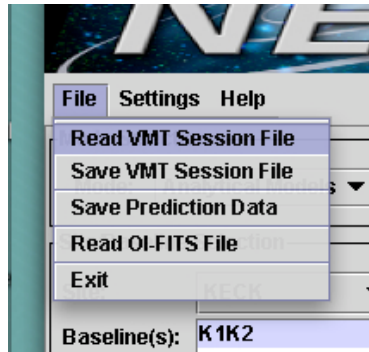 File Settings Help
Read VMT Session File
Save VMT Session File
Save Prediction Data
Read OI-FITS File
Exit
KECK
Baseline(s): K1K2